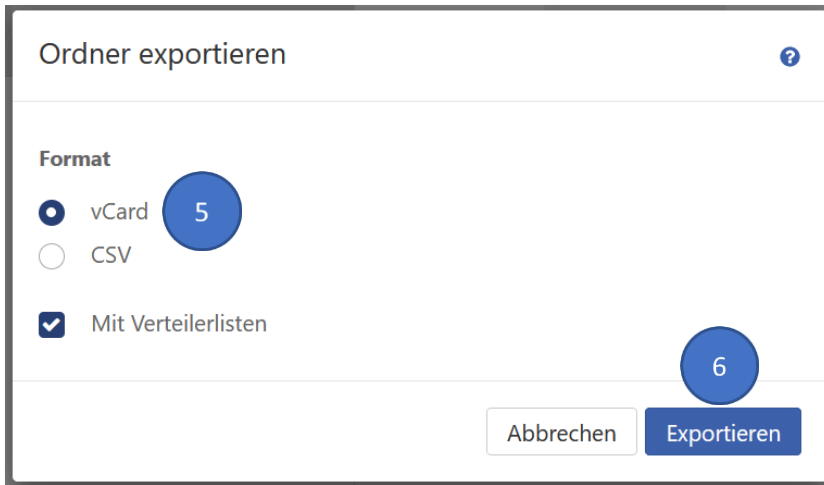 Ordner exportieren
?
Format
vCard
5
CSV
Mit Verteilerlisten
6
Abbrechen
Exportieren